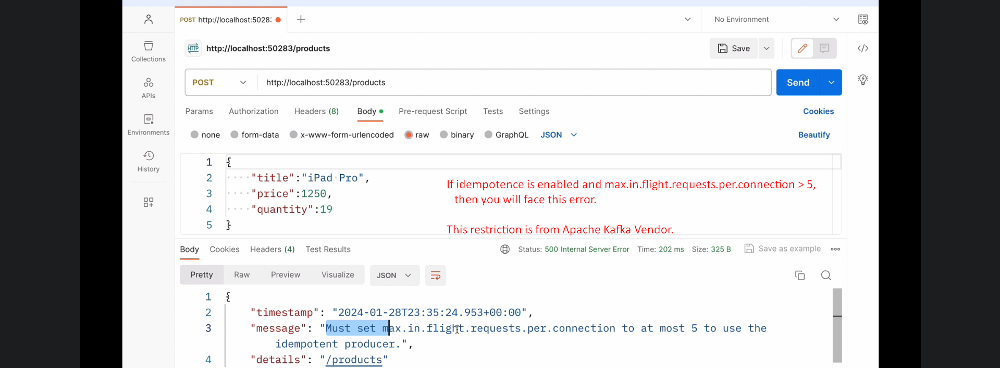 POST http://localhost:5028:
No Environment
Collections
APIs
Environments
History
HTTP http://localhost:50283/products
Save
POST http://localhost:50283/products
Send
Params Authorization Headers (8) Body Pre-request Script Tests Settings Cookies
none form-data x-www-form-urlencoded raw binary GraphQL JSON Beautify
1 {
2 "title":"iPad Pro",
3 "price":1250,
4 "quantity":19
5 }
If idempotence is enabled and max.in.flight.requests.per.connection > 5,
then you will face this error.
This restriction is from Apache Kafka Vendor.
Body Cookies Headers (4) Test Results Status: 500 Internal Server Error Time: 202 ms Size: 325 B Save as example
Pretty Raw Preview Visualize JSON
1 {
2 "timestamp": "2024-01-28T23:35:24.953+00:00",
3 "message": "Must set max.in.flight.requests.per.connection to at most 5 to use the
idempotent producer.",
4 "details": "/products"